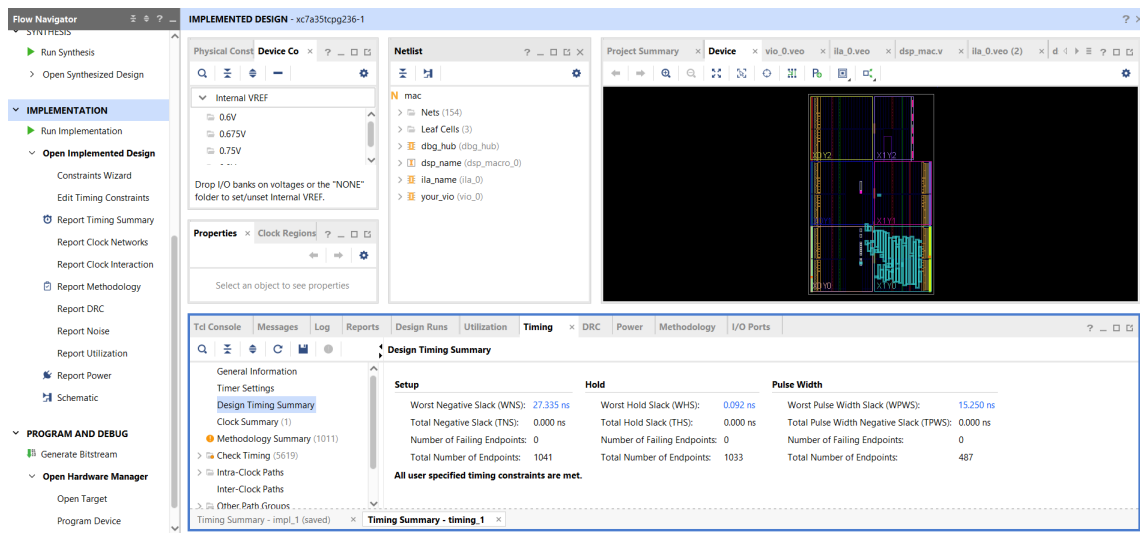 Flow Navigator
?
IMPLEMENTED DESIGN - xc7a35tcpg236-1
?
SYNTHESIS
Run Synthesis
Open Synthesized Design
IMPLEMENTATION
Run Implementation
Open Implemented Design
Constraints Wizard
Edit Timing Constraints
Report Timing Summary
Report Clock Networks
Report Clock Interaction
Report Methodology
Report DRC
Report Noise
Report Utilization
Report Power
Schematic
PROGRAM AND DEBUG
Generate Bitstream
Open Hardware Manager
Open Target
Program Device
Physical Const
Device Co
?
Internal VREF
0.6V
0.675V
0.75V
Drop I/O banks on voltages or the "NONE"
folder to set/unset Internal VREF.
Properties
Clock Regions
?
Select an object to see properties
Netlist
?
N mac
Nets (154)
Leaf Cells (3)
dbg_hub (dbg_hub)
dsp_name (dsp_macro_0)
ila_name (ila_0)
your_vio (vio_0)
Project Summary
Device
vio_0.veo
ila_0.veo
dsp_mac.v
ila_0.veo (2)
d
?
X0Y2
X1Y2
X1Y1
X0Y0
X1Y0
Tcl Console
Messages
Log
Reports
Design Runs
Utilization
Timing
DRC
Power
Methodology
I/O Ports
?
General Information
Timer Settings
Design Timing Summary
Clock Summary (1)
Methodology Summary (1011)
Check Timing (5619)
Intra-Clock Paths
Inter-Clock Paths
Other Path Groups
Design Timing Summary
Setup
Worst Negative Slack (WNS): 27.335 ns
Total Negative Slack (TNS): 0.000 ns
Number of Failing Endpoints: 0
Total Number of Endpoints: 1041
Hold
Worst Hold Slack (WHS): 0.092 ns
Total Hold Slack (THS): 0.000 ns
Number of Failing Endpoints: 0
Total Number of Endpoints: 1033
Pulse Width
Worst Pulse Width Slack (WPWS): 15.250 ns
Total Pulse Width Negative Slack (TPWS): 0.000 ns
Number of Failing Endpoints: 0
Total Number of Endpoints: 487
All user specified timing constraints are met.
Timing Summary - impl_1 (saved)
Timing Summary - timing_1